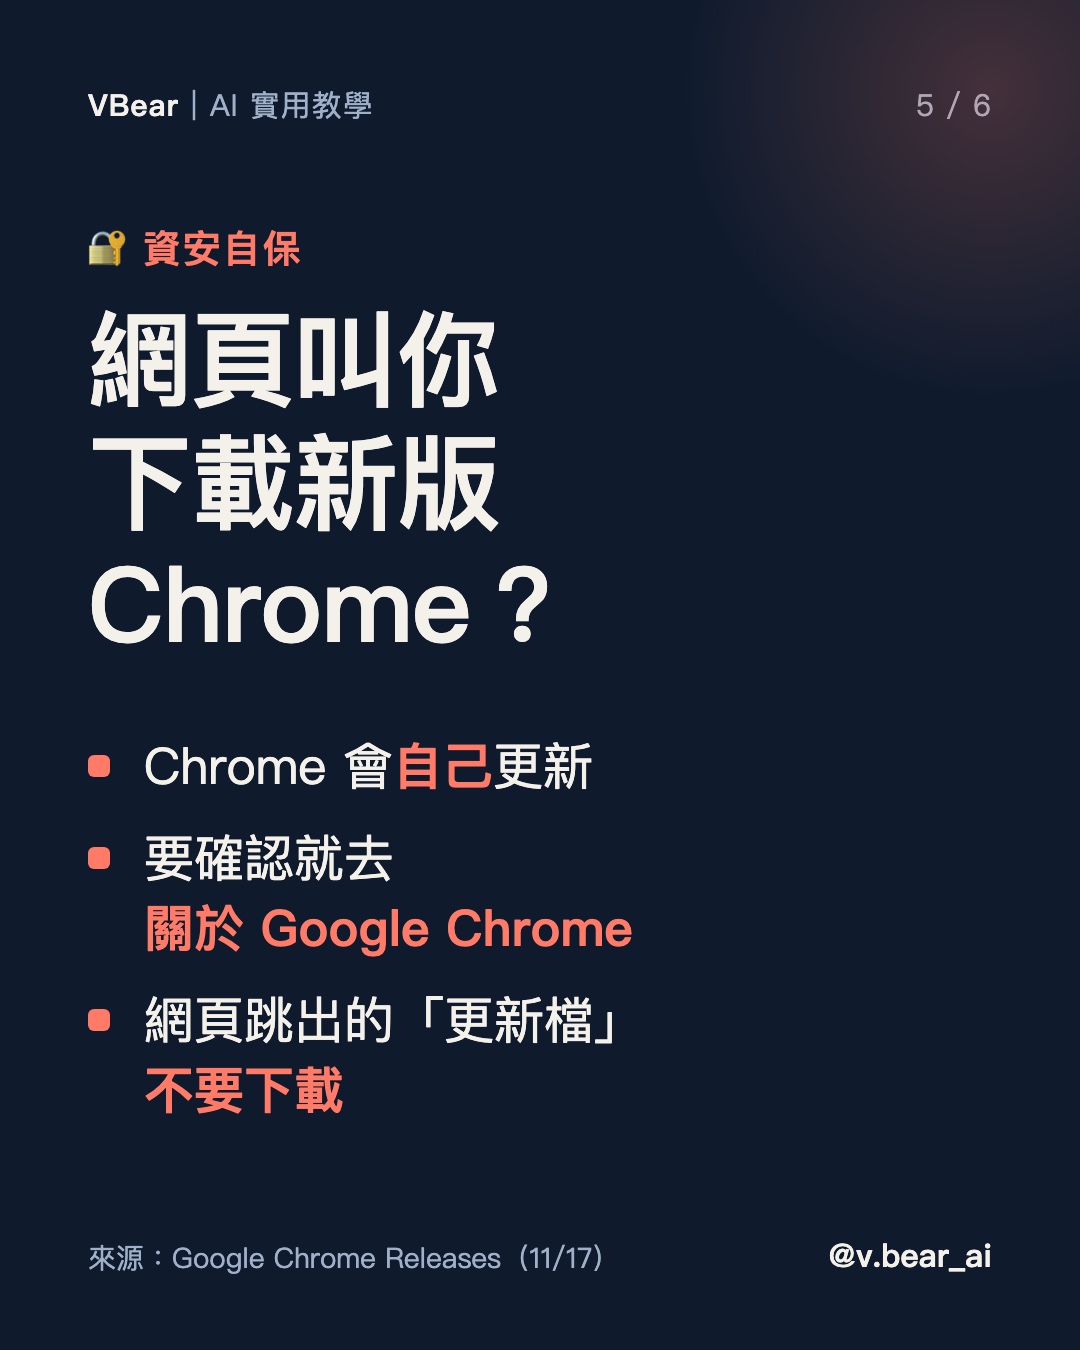 VBear | AI 實用教學
5 / 6
🔐 資安自保
網頁叫你
下載新版
Chrome？
Chrome 會自己更新
要確認就去
關於 Google Chrome
網頁跳出的「更新檔」
不要下載
來源：Google Chrome Releases（11/17）
@v.bear_ai